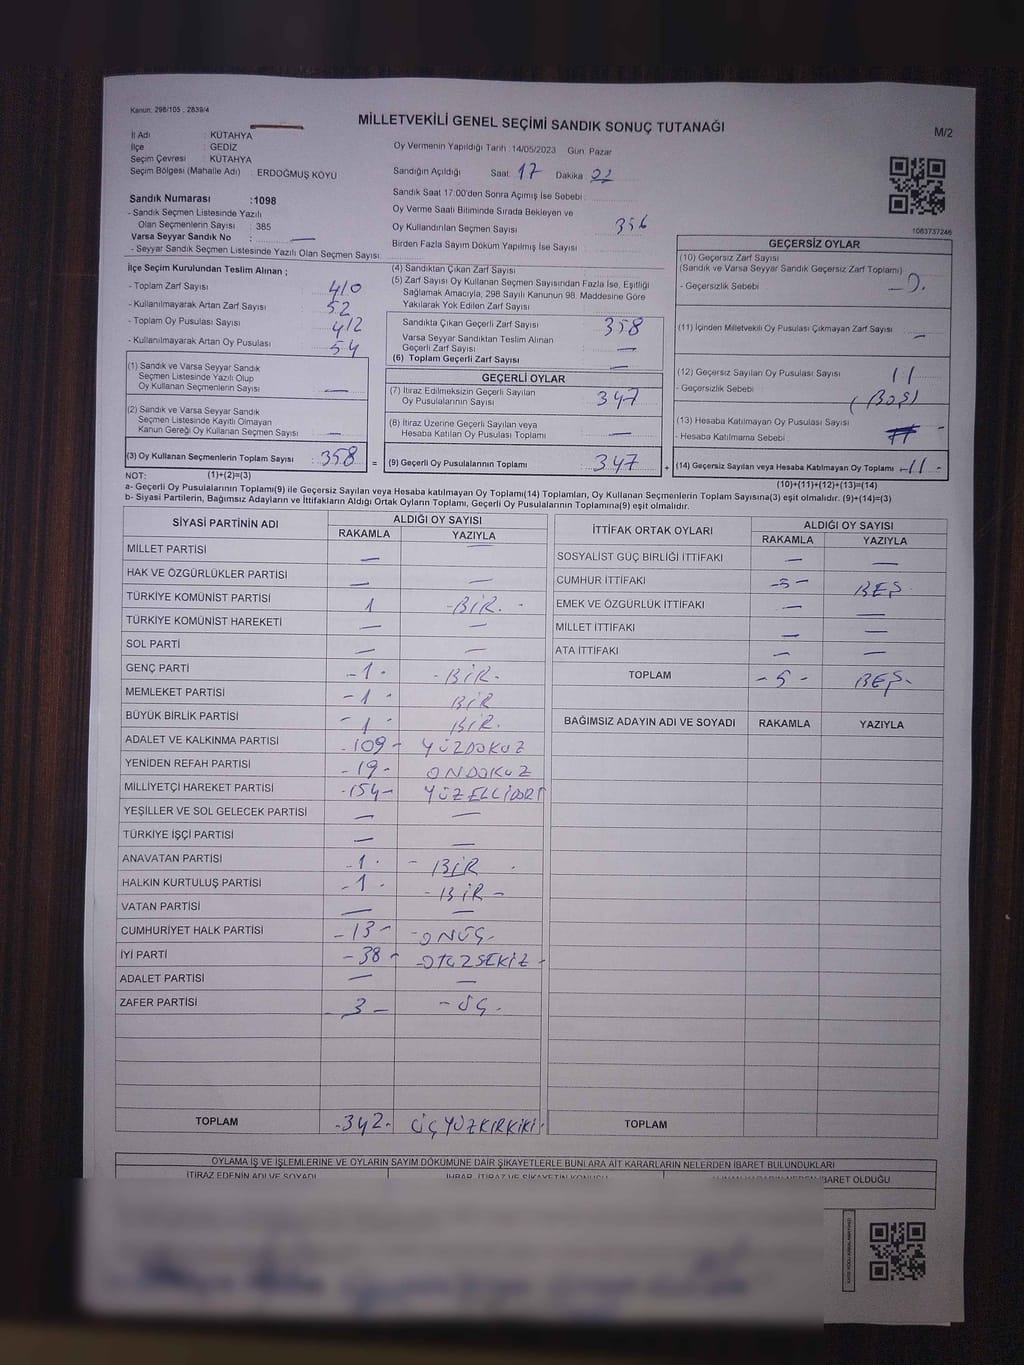 Kanun: 298/105 , 2839/4
MİLLETVEKİLİ GENEL SEÇİMİ SANDIK SONUÇ TUTANAĞI
M/2
İl Adı : KÜTAHYA
İlçe : GEDİZ
Seçim Çevresi : KÜTAHYA
Seçim Bölgesi (Mahalle Adı) : ERDOĞMUŞ KÖYÜ
Sandık Numarası :1098
- Sandık Seçmen Listesinde Yazılı
Olan Seçmenlerin Sayısı : 385
Varsa Seyyar Sandık No : —
- Seyyar Sandık Seçmen Listesinde Yazılı Olan Seçmen Sayısı:
Oy Vermenin Yapıldığı Tarih :14/05/2023 Gün: Pazar
Sandığın Açıldığı Saat: 17 Dakika:
Sandık Saat 17:00'den Sonra Açımış İse Sebebi :
Oy Verme Saati Bitiminde Sırada Bekleyen ve
Oy Kullandırılan Seçmen Sayısı : 356
Birden Fazla Sayım Döküm Yapılmış İse Sayısı :
1083737246
İlçe Seçim Kurulundan Teslim Alınan ;
- Toplam Zarf Sayısı : 410
- Kullanılmayarak Artan Zarf Sayısı : 52
- Toplam Oy Pusulası Sayısı : 412
- Kullanılmayarak Artan Oy Pusulası : 54
(1) Sandık ve Varsa Seyyar Sandık
Seçmen Listesinde Yazılı Olup
Oy Kullanan Seçmenlerin Sayısı : —
(2) Sandık ve Varsa Seyyar Sandık
Seçmen Listesinde Kayıtlı Olmayan
Kanun Gereği Oy Kullanan Seçmen Sayısı : —
(3) Oy Kullanan Seçmenlerin Toplam Sayısı : 358 =
(4) Sandıktan Çıkan Zarf Sayısı :
(5) Zarf Sayısı Oy Kullanan Seçmen Sayısından Fazla İse, Eşitliği
Sağlamak Amacıyla, 298 Sayılı Kanunun 98. Maddesine Göre
Yakılarak Yok Edilen Zarf Sayısı :
Sandıkta Çıkan Geçerli Zarf Sayısı : 358
Varsa Seyyar Sandıktan Teslim Alınan
Geçerli Zarf Sayısı : —
(6) Toplam Geçerli Zarf Sayısı : —
GEÇERLİ OYLAR
(7) İtiraz Edilmeksizin Geçerli Sayılan
Oy Pusulalarının Sayısı : 347
(8) İtiraz Üzerine Geçerli Sayılan veya
Hesaba Katılan Oy Pusulası Toplamı : —
(9) Geçerli Oy Pusulalarının Toplamı : 347 +
GEÇERSİZ OYLAR
(10) Geçersiz Zarf Sayısı
(Sandık ve Varsa Seyyar Sandık Geçersiz Zarf Toplamı) :
- Geçersizlik Sebebi : —0.
(11) İçinden Milletvekili Oy Pusulası Çıkmayan Zarf Sayısı : —
(12) Geçersiz Sayılan Oy Pusulası Sayısı : 11
- Geçersizlik Sebebi : (BOŞ)
(13) Hesaba Katılmayan Oy Pusulası Sayısı :
- Hesaba Katılmama Sebebi :
(14) Geçersiz Sayılan veya Hesaba Katılmayan Oy Toplamı : -11-
NOT: (1)+(2)=(3)
(10)+(11)+(12)+(13)=(14)
a- Geçerli Oy Pusulalarının Toplamı(9) ile Geçersiz Sayılan veya Hesaba katılmayan Oy Toplamı(14) Toplamları, Oy Kullanan Seçmenlerin Toplam Sayısına(3) eşit olmalıdır. (9)+(14)=(3)
b- Siyasi Partilerin, Bağımsız Adayların ve İttifakların Aldığı Ortak Oyların Toplamı, Geçerli Oy Pusulalarının Toplamına(9) eşit olmalıdır.
SİYASİ PARTİNİN ADI ALDIĞI OY SAYISI
RAKAMLA YAZIYLA
MİLLET PARTİSİ — —
HAK VE ÖZGÜRLÜKLER PARTİSİ — —
TÜRKİYE KOMÜNİST PARTİSİ 1 -BİR.-
TÜRKİYE KOMÜNİST HAREKETİ — —
SOL PARTİ — —
GENÇ PARTİ -1- -BİR-
MEMLEKET PARTİSİ -1 BİR
BÜYÜK BİRLİK PARTİSİ -1 BİR.
ADALET VE KALKINMA PARTİSİ -109- YÜZDOKUZ
YENİDEN REFAH PARTİSİ -19- ONDOKUZ
MİLLİYETÇİ HAREKET PARTİSİ -154- YÜZELLİDÖRT
YEŞİLLER VE SOL GELECEK PARTİSİ — —
TÜRKİYE İŞÇİ PARTİSİ — —
ANAVATAN PARTİSİ -1- -BİR -
HALKIN KURTULUŞ PARTİSİ -1- -BİR-
VATAN PARTİSİ — —
CUMHURİYET HALK PARTİSİ -13- -ONÜÇ-
İYİ PARTİ -38- -OTUZSEKİZ-
ADALET PARTİSİ — —
ZAFER PARTİSİ -3- -ÜÇ.
TOPLAM -342- ÜÇYÜZKIRKİKİ
İTTİFAK ORTAK OYLARI ALDIĞI OY SAYISI
RAKAMLA YAZIYLA
SOSYALİST GÜÇ BİRLİĞİ İTTİFAKI — —
CUMHUR İTTİFAKI -5- BEŞ
EMEK VE ÖZGÜRLÜK İTTİFAKI — —
MİLLET İTTİFAKI — —
ATA İTTİFAKI — —
TOPLAM -5- BEŞ-
BAĞIMSIZ ADAYIN ADI VE SOYADI RAKAMLA YAZIYLA
TOPLAM
OYLAMA İŞ VE İŞLEMLERİNE VE OYLARIN SAYIM DÖKÜMÜNE DAİR ŞİKAYETLERLE BUNLARA AİT KARARLARIN NELERDEN İBARET BULUNDUKLARI
İTİRAZ EDENİN ADI VE SOYADI
İHBAR, İTİRAZ VE ŞİKAYETİN KONUSU
İBARET OLDUĞU